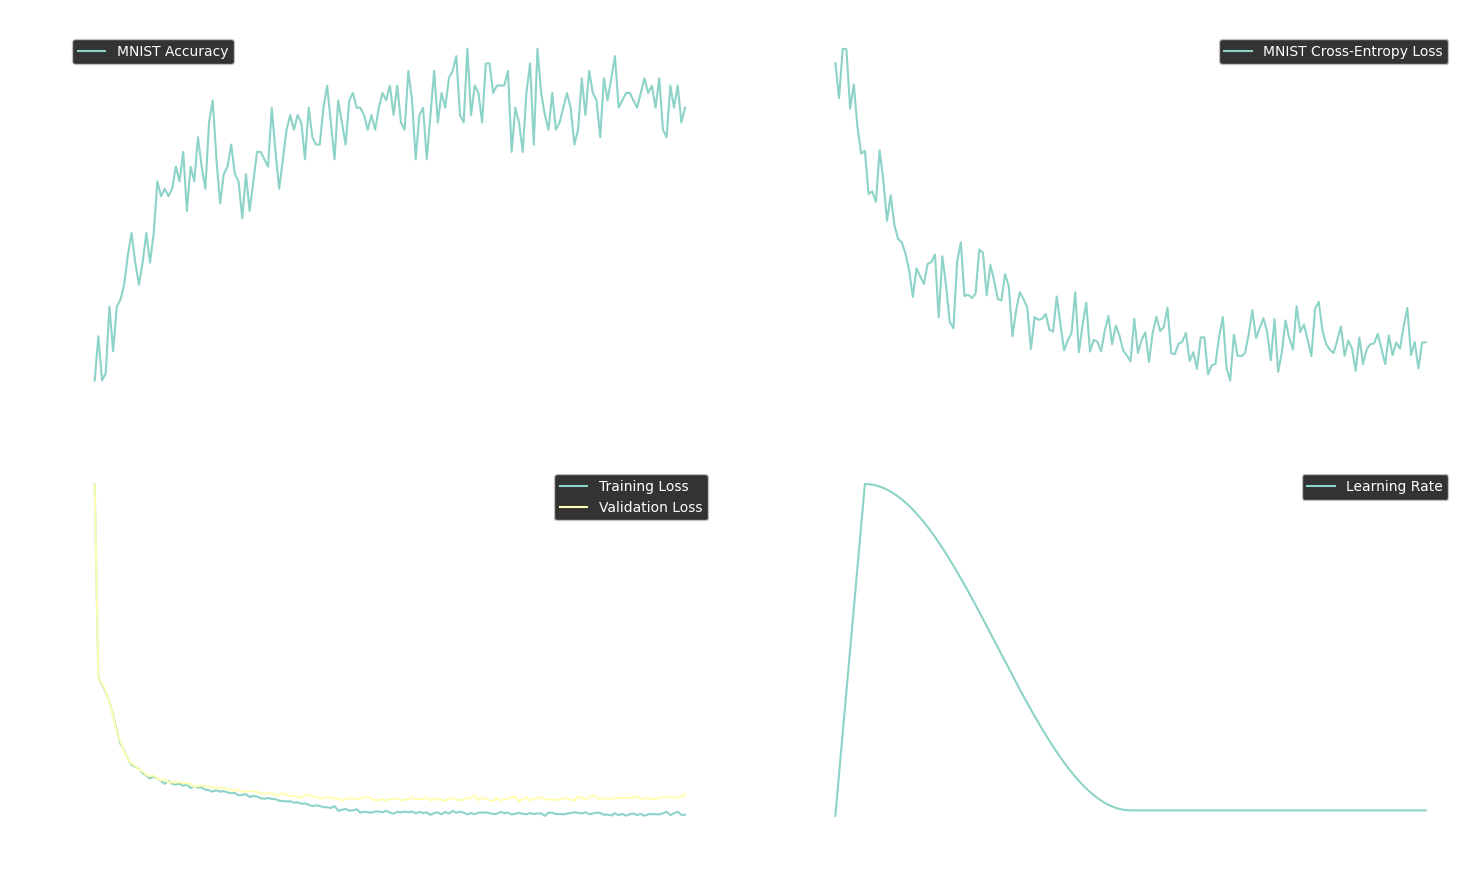 MNIST Accuracy
MNIST Cross-Entropy Loss
Training Loss
Validation Loss
Learning Rate